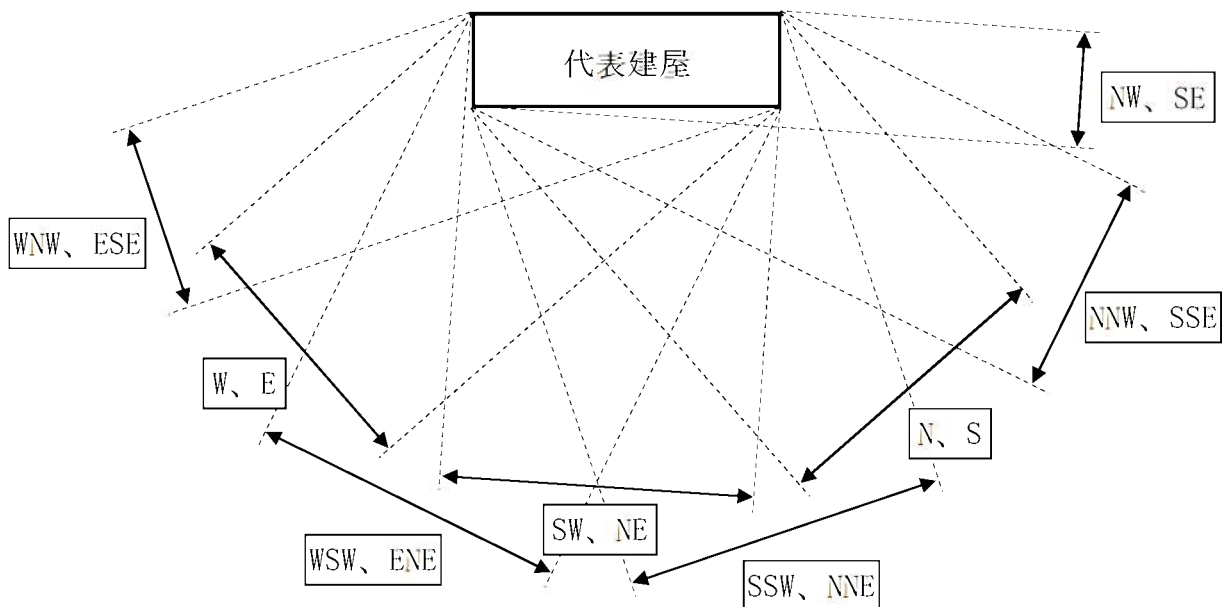 代表建屋
NW、SE
WNW、ESE
NNW、SSE
W、E
N、S
SW、NE
WSW、ENE
SSW、NNE